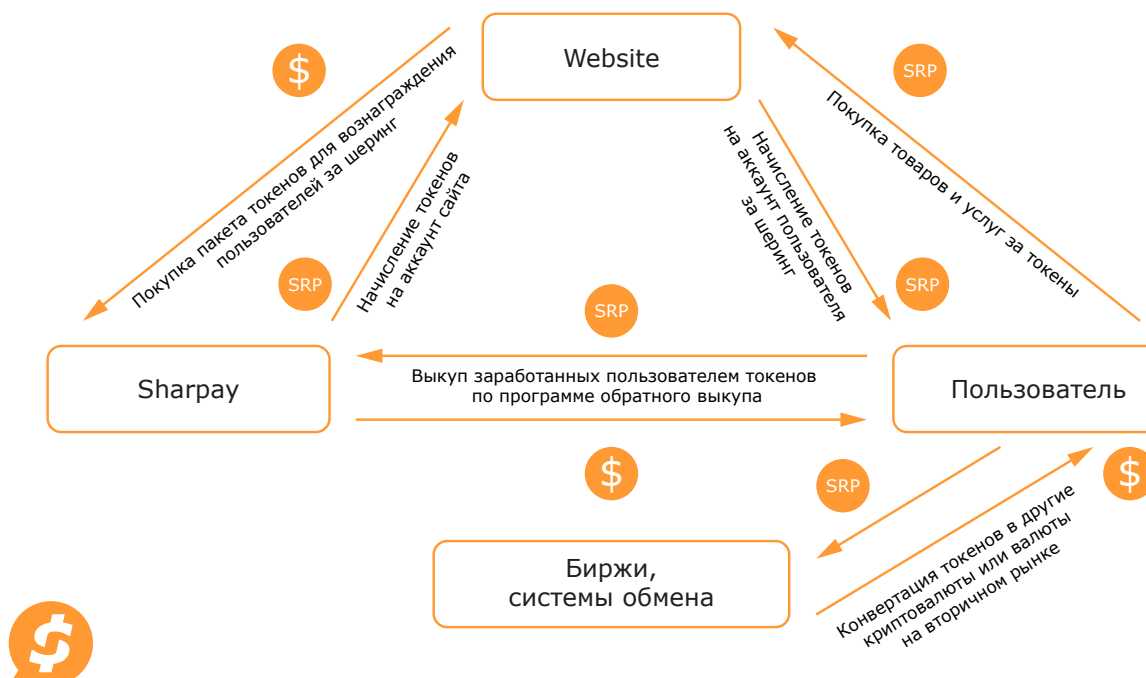 Website
$
SRP
Покупка пакета токенов для вознаграждения
пользователей за шеринг
Начисление токенов
на аккаунт сайта
Начисление токенов
на аккаунт пользователя
за шеринг
Покупка товаров и услуг за токены
SRP
SRP
SRP
Sharpay
Выкуп заработанных пользователем токенов
по программе обратного выкупа
Пользователь
$
SRP
$
Биржи,
системы обмена
Конвертация токенов в другие
криптовалюты или валюты
на вторичном рынке
$